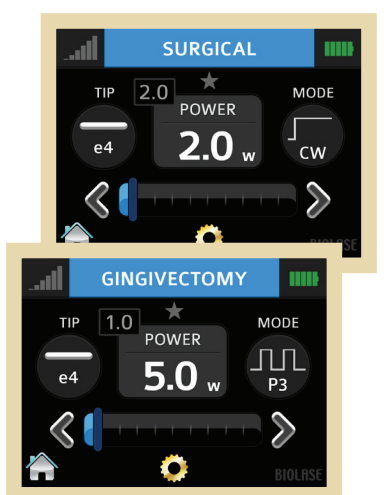 SURGICAL
TIP
2.0
MODE
POWER
e4
2.0 w
CW
BIOLASE
GINGIVECTOMY
TIP
1.0
MODE
POWER
e4
5.0 w
P3
BIOLASE